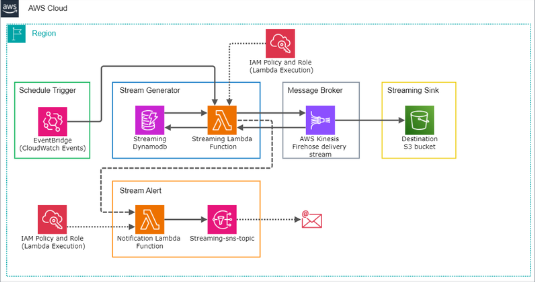 aws
AWS Cloud
Region
IAM Policy and Role
(Lambda Execution)
Schedule Trigger
Stream Generator
Message Broker
Streaming Sink
EventBridge
(CloudWatch Events)
Streaming
Dynamodb
Streaming Lambda
Function
AWS Kinesis
Firehose delivery
stream
Destination
S3 bucket
Stream Alert
IAM Policy and Role
(Lambda Execution)
Notification Lambda
Function
Streaming-sns-topic